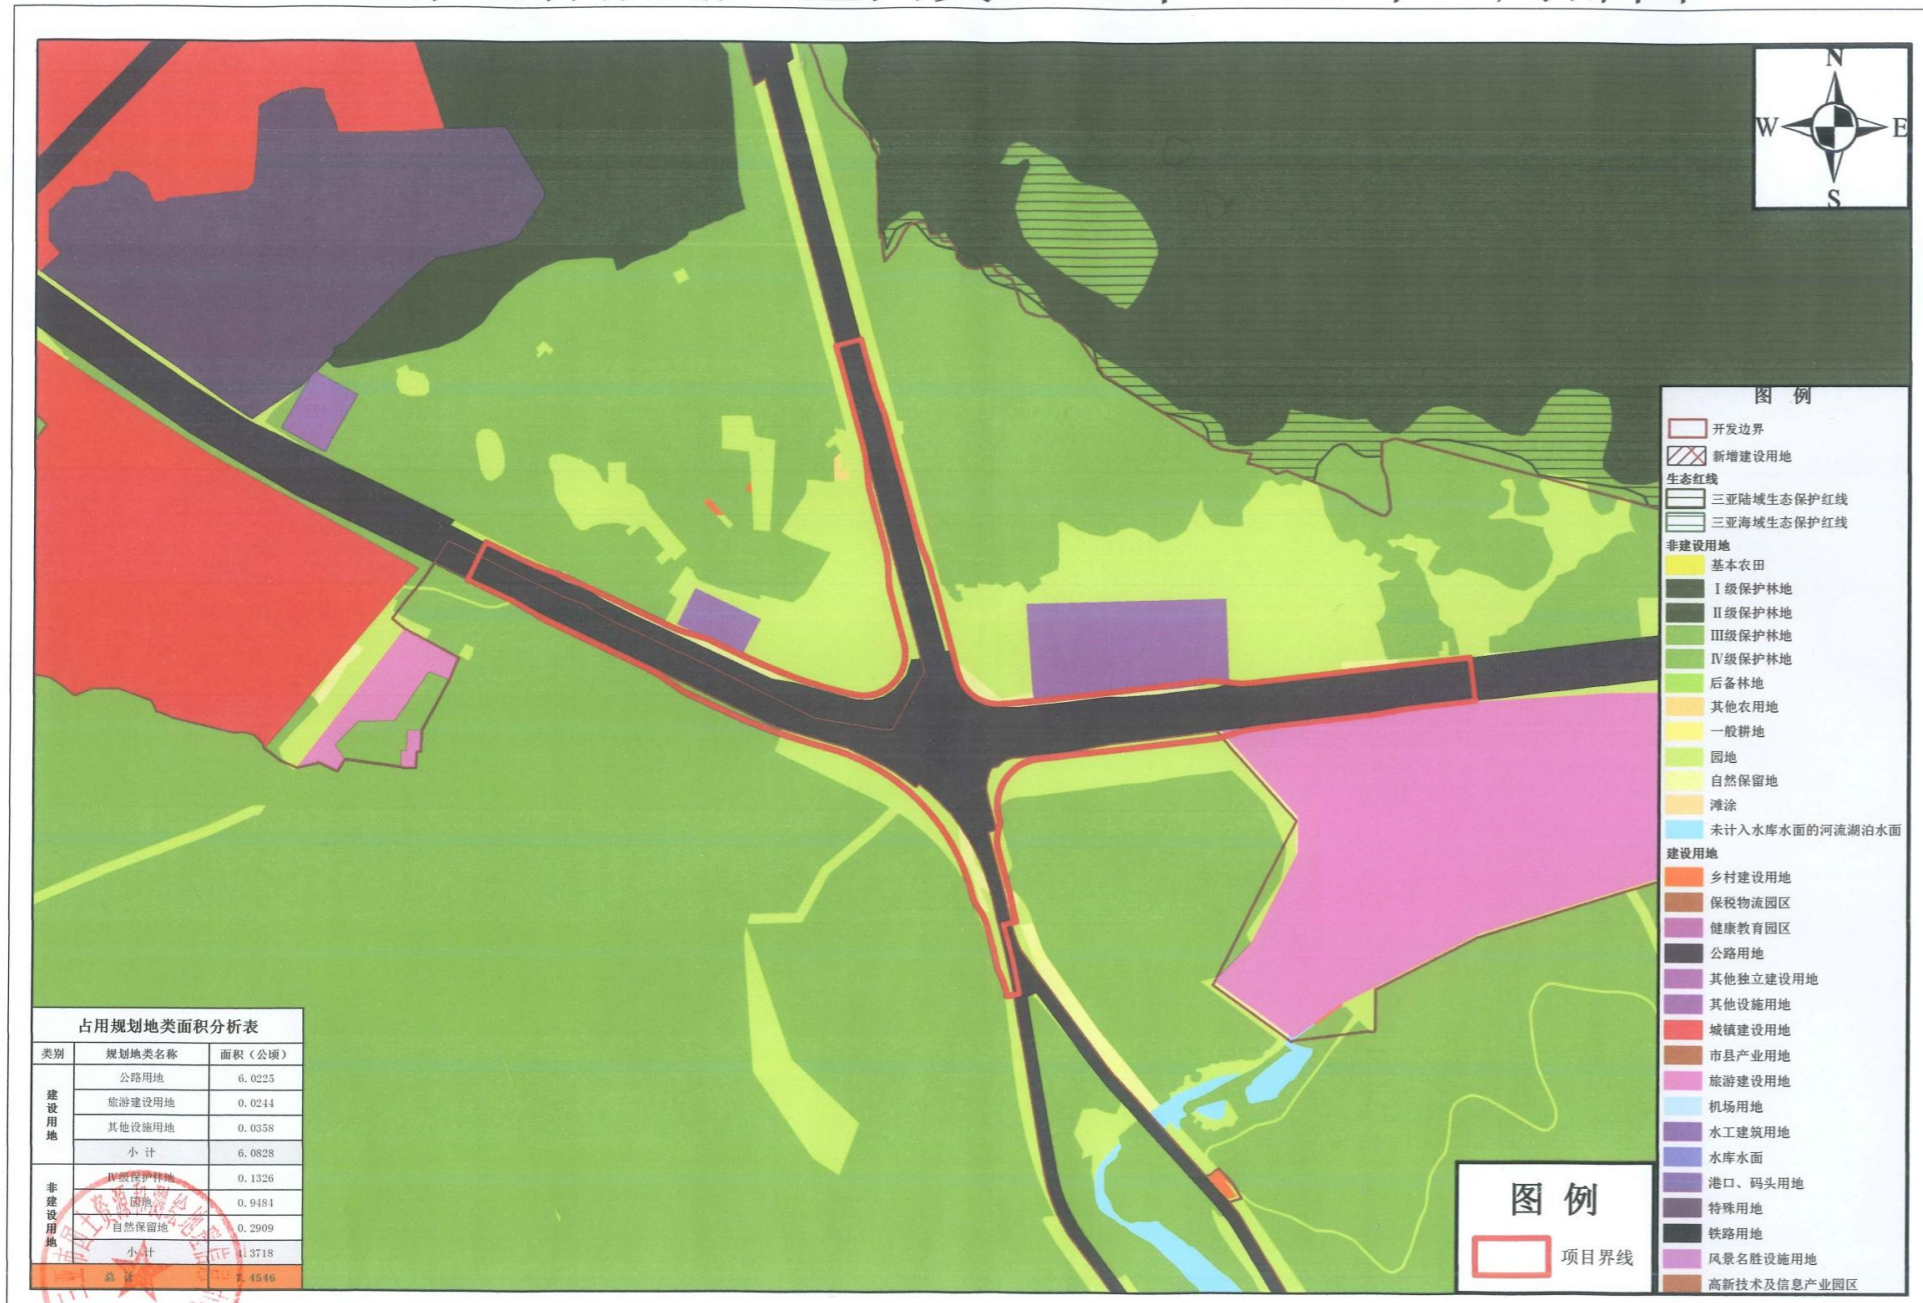 N
W
E
S
图 例
开发边界
新增建设用地
生态红线
三亚陆域生态保护红线
三亚海域生态保护红线
非建设用地
基本农田
Ⅰ级保护林地
Ⅱ级保护林地
Ⅲ级保护林地
Ⅳ级保护林地
后备林地
其他农用地
一般耕地
园地
自然保留地
滩涂
未计入水库水面的河流湖泊水面
建设用地
乡村建设用地
保税物流园区
健康教育园区
公路用地
其他独立建设用地
其他设施用地
城镇建设用地
市县产业用地
旅游建设用地
机场用地
水工建筑用地
水库水面
港口、码头用地
特殊用地
铁路用地
风景名胜设施用地
高新技术及信息产业园区
占用规划地类面积分析表
类别 规划地类名称 面积（公顷）
建设用地
公路用地 6.0225
旅游建设用地 0.0244
其他设施用地 0.0358
小 计 6.0828
非建设用地
Ⅳ级保护林地 0.1326
园地 0.9484
自然保留地 0.2909
小 计 1.3718
总 计 7.4546
图 例
项目界线